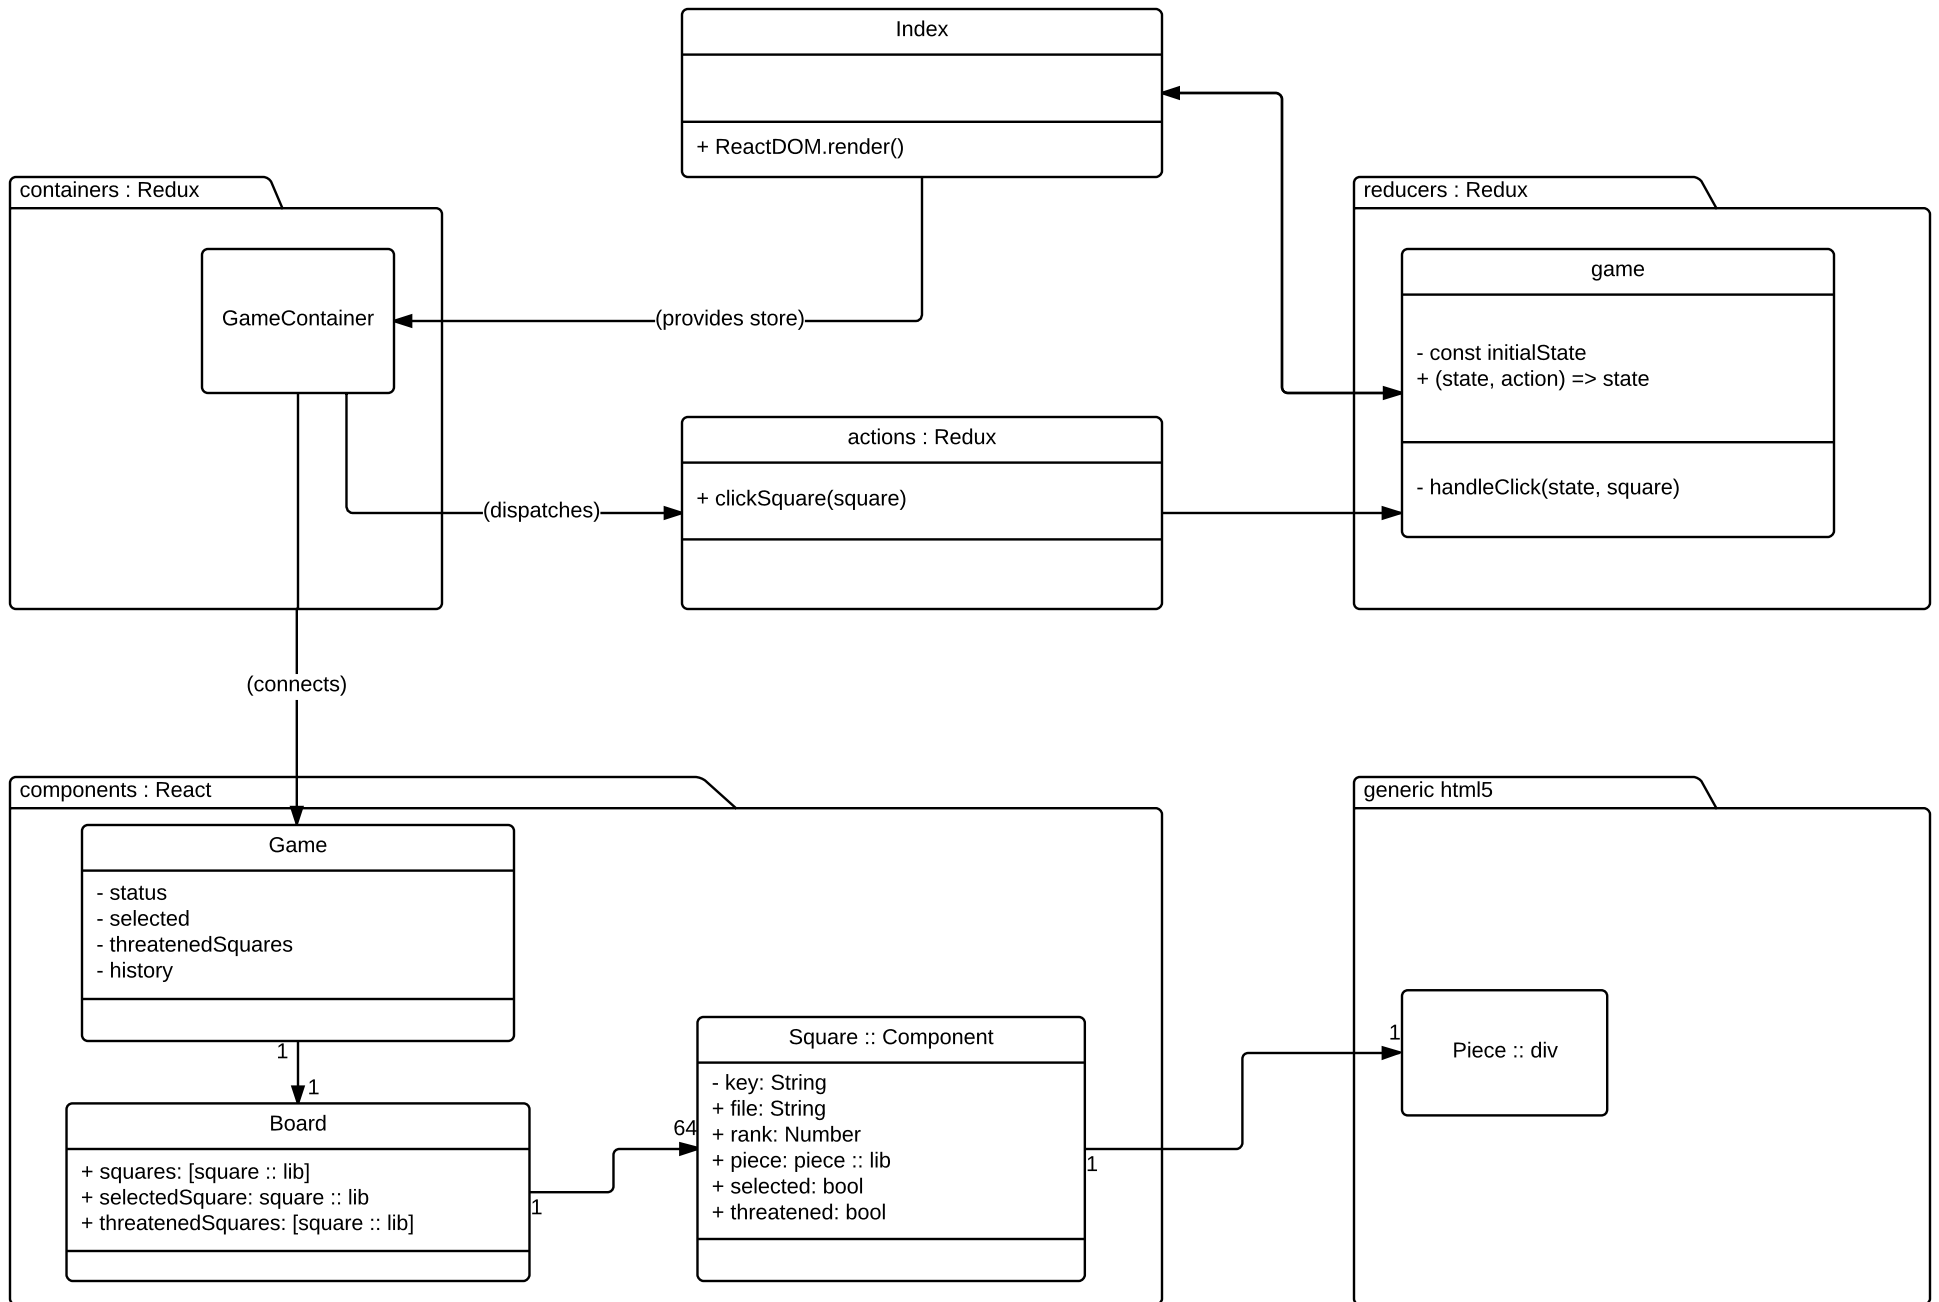 Index
+ ReactDOM.render()
containers : Redux
GameContainer
(provides store)
reducers : Redux
game
- const initialState
+ (state, action) => state
- handleClick(state, square)
actions : Redux
+ clickSquare(square)
(dispatches)
(connects)
components : React
Game
- status
- selected
- threatenedSquares
- history
1
1
Board
+ squares: [square :: lib]
+ selectedSquare: square :: lib
+ threatenedSquares: [square :: lib]
1
64
Square :: Component
- key: String
+ file: String
+ rank: Number
+ piece: piece :: lib
+ selected: bool
+ threatened: bool
1
generic html5
1
Piece :: div